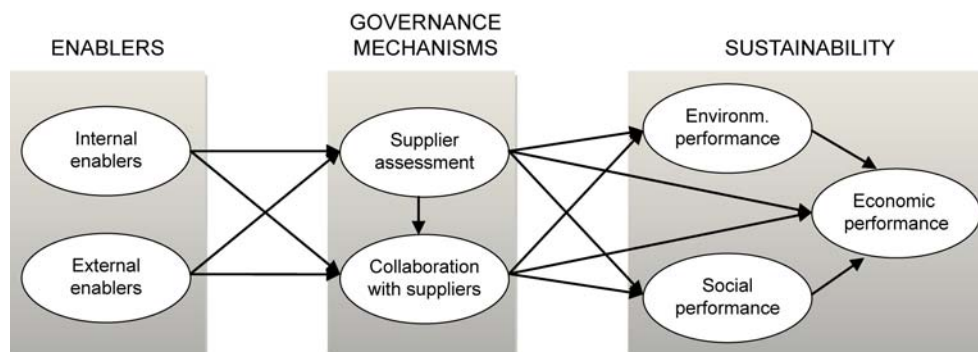 ENABLERS
GOVERNANCE
MECHANISMS
SUSTAINABILITY
Internal
enablers
External
enablers
Supplier
assessment
Collaboration
with suppliers
Environm.
performance
Economic
performance
Social
performance